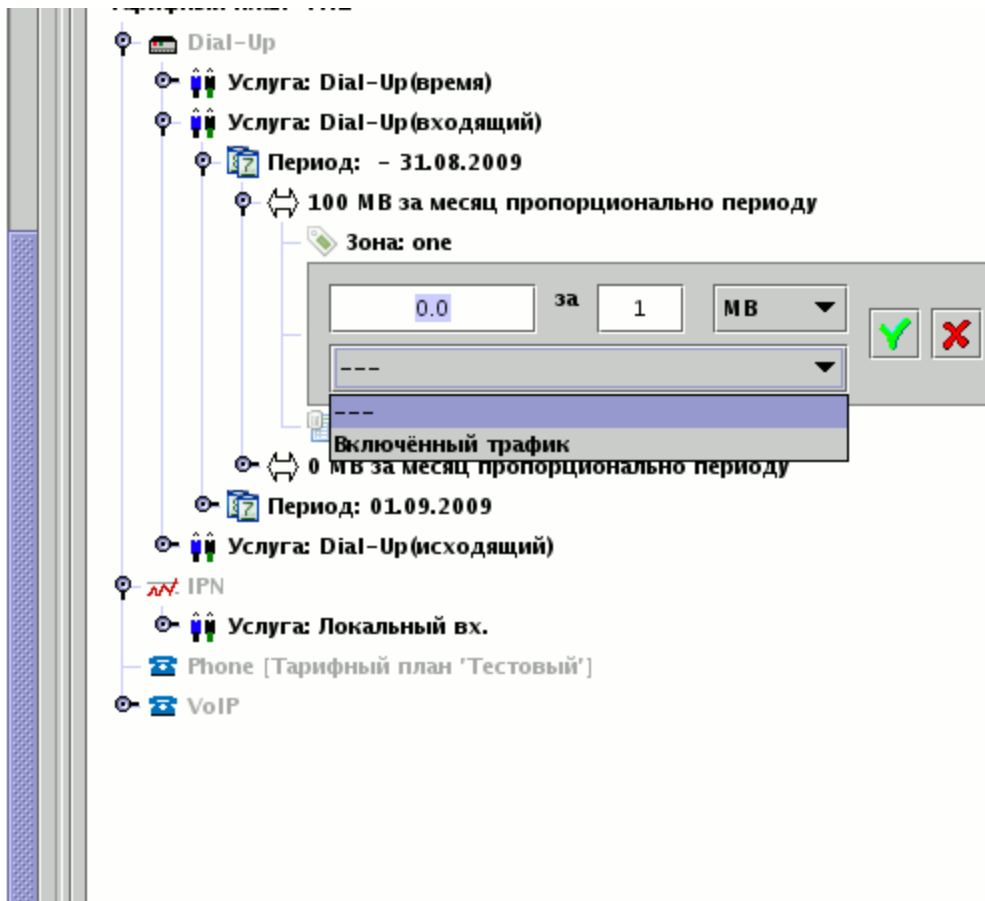 Dial-Up
Услуга: Dial-Up(время)
Услуга: Dial-Up(входящий)
Период: - 31.08.2009
100 MB за месяц пропорционально периоду
Зона: one
0.0 за 1 MB
---
---
Включённый трафик
0 MB за месяц пропорционально периоду
Период: 01.09.2009
Услуга: Dial-Up(исходящий)
IPN
Услуга: Локальный вх.
Phone [Тарифный план 'Тестовый']
VoIP